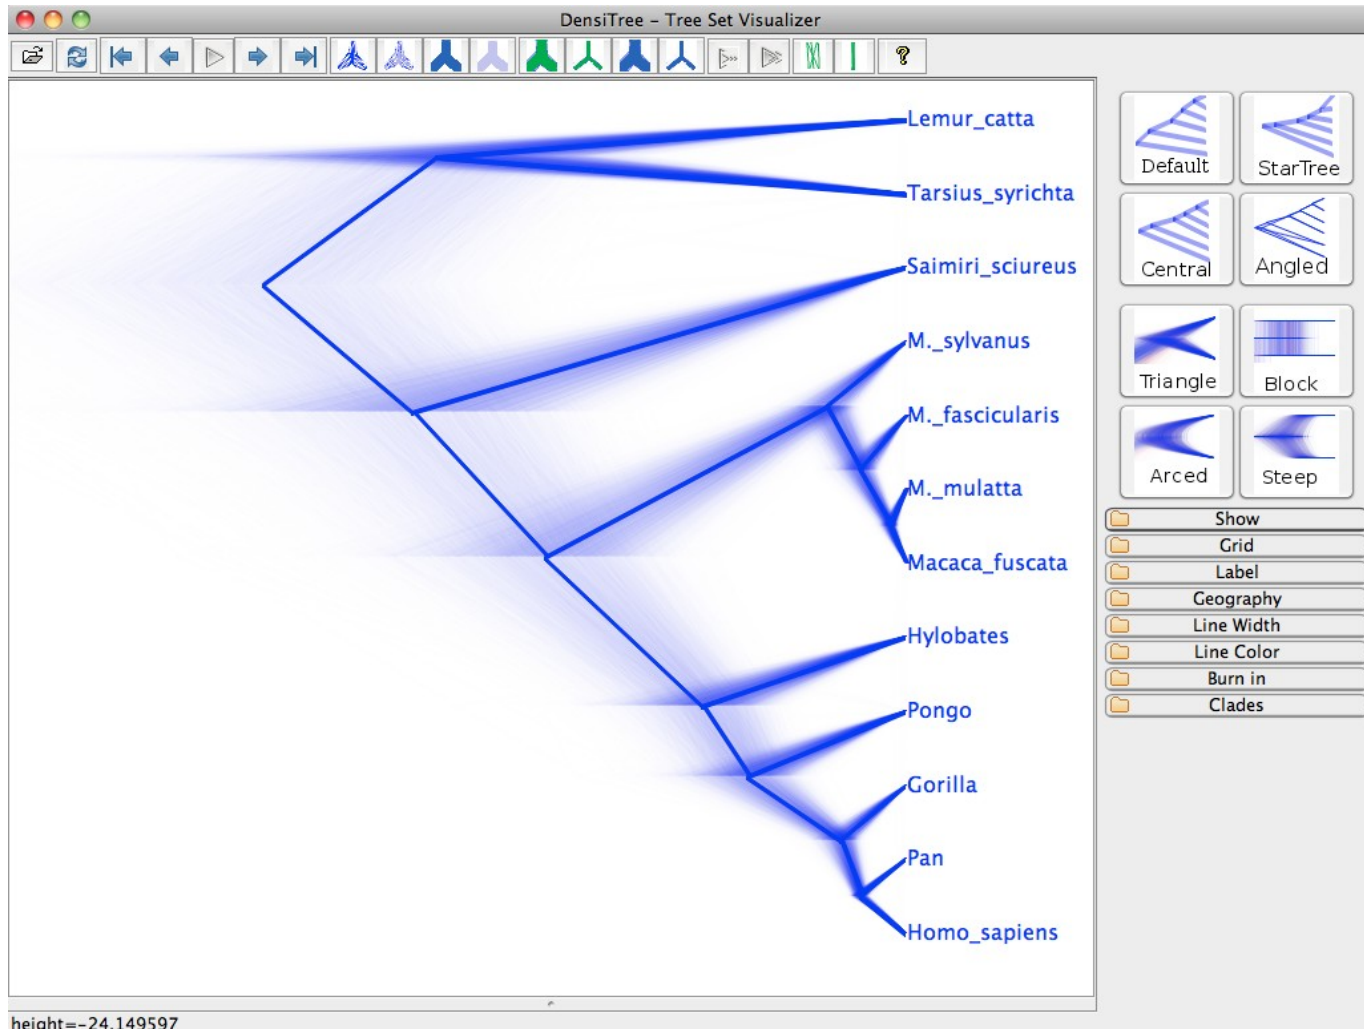 DensiTree - Tree Set Visualizer
?
Lemur_catta
Tarsius_syrichta
Saimiri_sciureus
M._sylvanus
M._fascicularis
M._mulatta
Macaca_fuscata
Hylobates
Pongo
Gorilla
Pan
Homo_sapiens
Default
StarTree
Central
Angled
Triangle
Block
Arced
Steep
Show
Grid
Label
Geography
Line Width
Line Color
Burn in
Clades
height=-24.149597